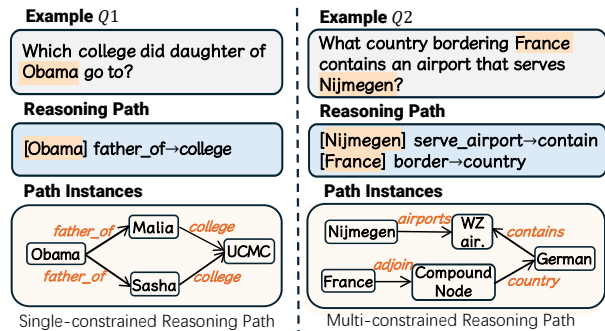 Example Q1
Which college did daughter of
Obama go to?
Reasoning Path
[Obama] father_of→college
Path Instances
father_of
Malia
college
Obama
UCMC
father_of
Sasha
college
Single-constrained Reasoning Path
Example Q2
What country bordering France
contains an airport that serves
Nijmegen?
Reasoning Path
[Nijmegen] serve_airport→contain
[France] border→country
Path Instances
Nijmegen
airports
WZ
air.
contains
German
France
adjoin
Compound
Node
country
Multi-constrained Reasoning Path